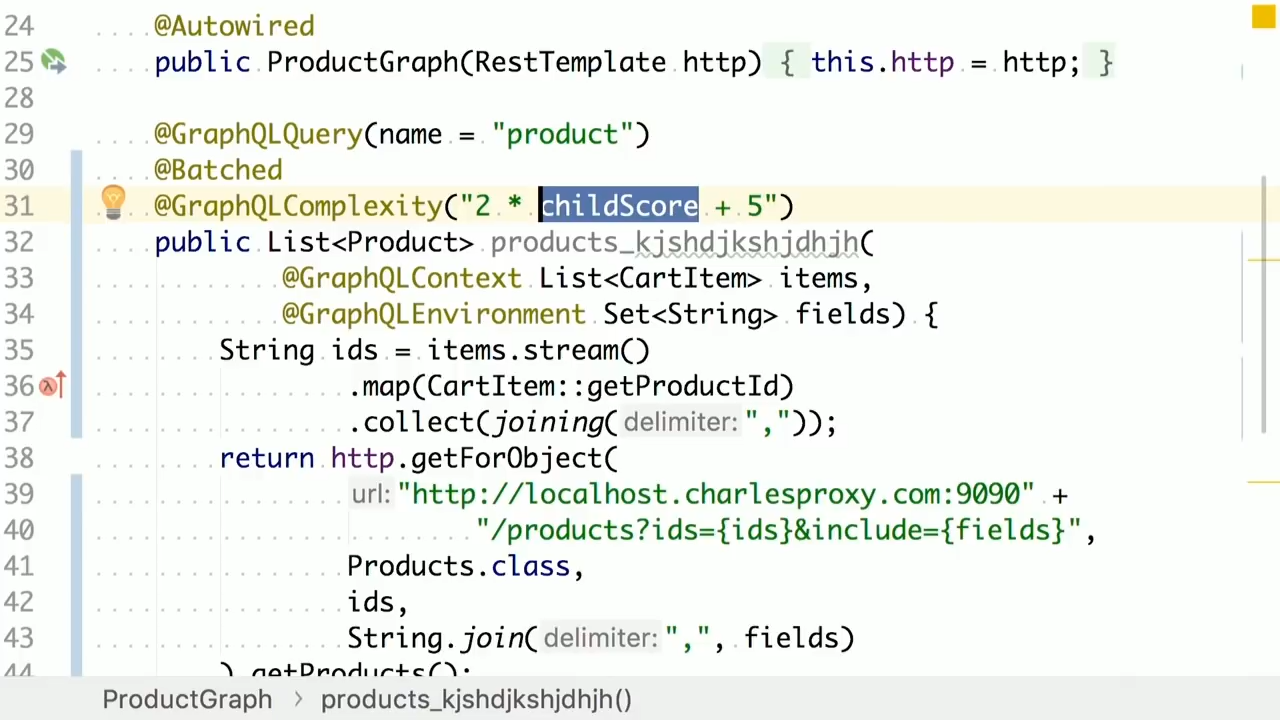 24 @Autowired
25 public ProductGraph(RestTemplate http) { this.http = http; }
28
29 @GraphQLQuery(name = "product")
30 @Batched
31 @GraphQLComplexity("2 * childScore + 5")
32 public List<Product> products_kjshdjkshjdhjh(
33 @GraphQLContext List<CartItem> items,
34 @GraphQLEnvironment Set<String> fields) {
35 String ids = items.stream()
36 .map(CartItem::getProductId)
37 .collect(joining( delimiter: ","));
38 return http.getForObject(
39 url: "http://localhost.charlesproxy.com:9090" +
40 "/products?ids={ids}&include={fields}",
41 Products.class,
42 ids,
43 String.join( delimiter: ",", fields)
44 ).getProducts();
ProductGraph > products_kjshdjkshjdhjh()